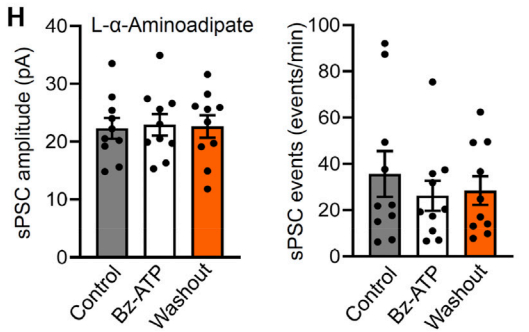 H
L-α-Aminoadipate
sPSC amplitude (pA)
40
30
20
10
0
Control
Bz-ATP
Washout
sPSC events (events/min)
100
80
60
40
20
0
Control
Bz-ATP
Washout